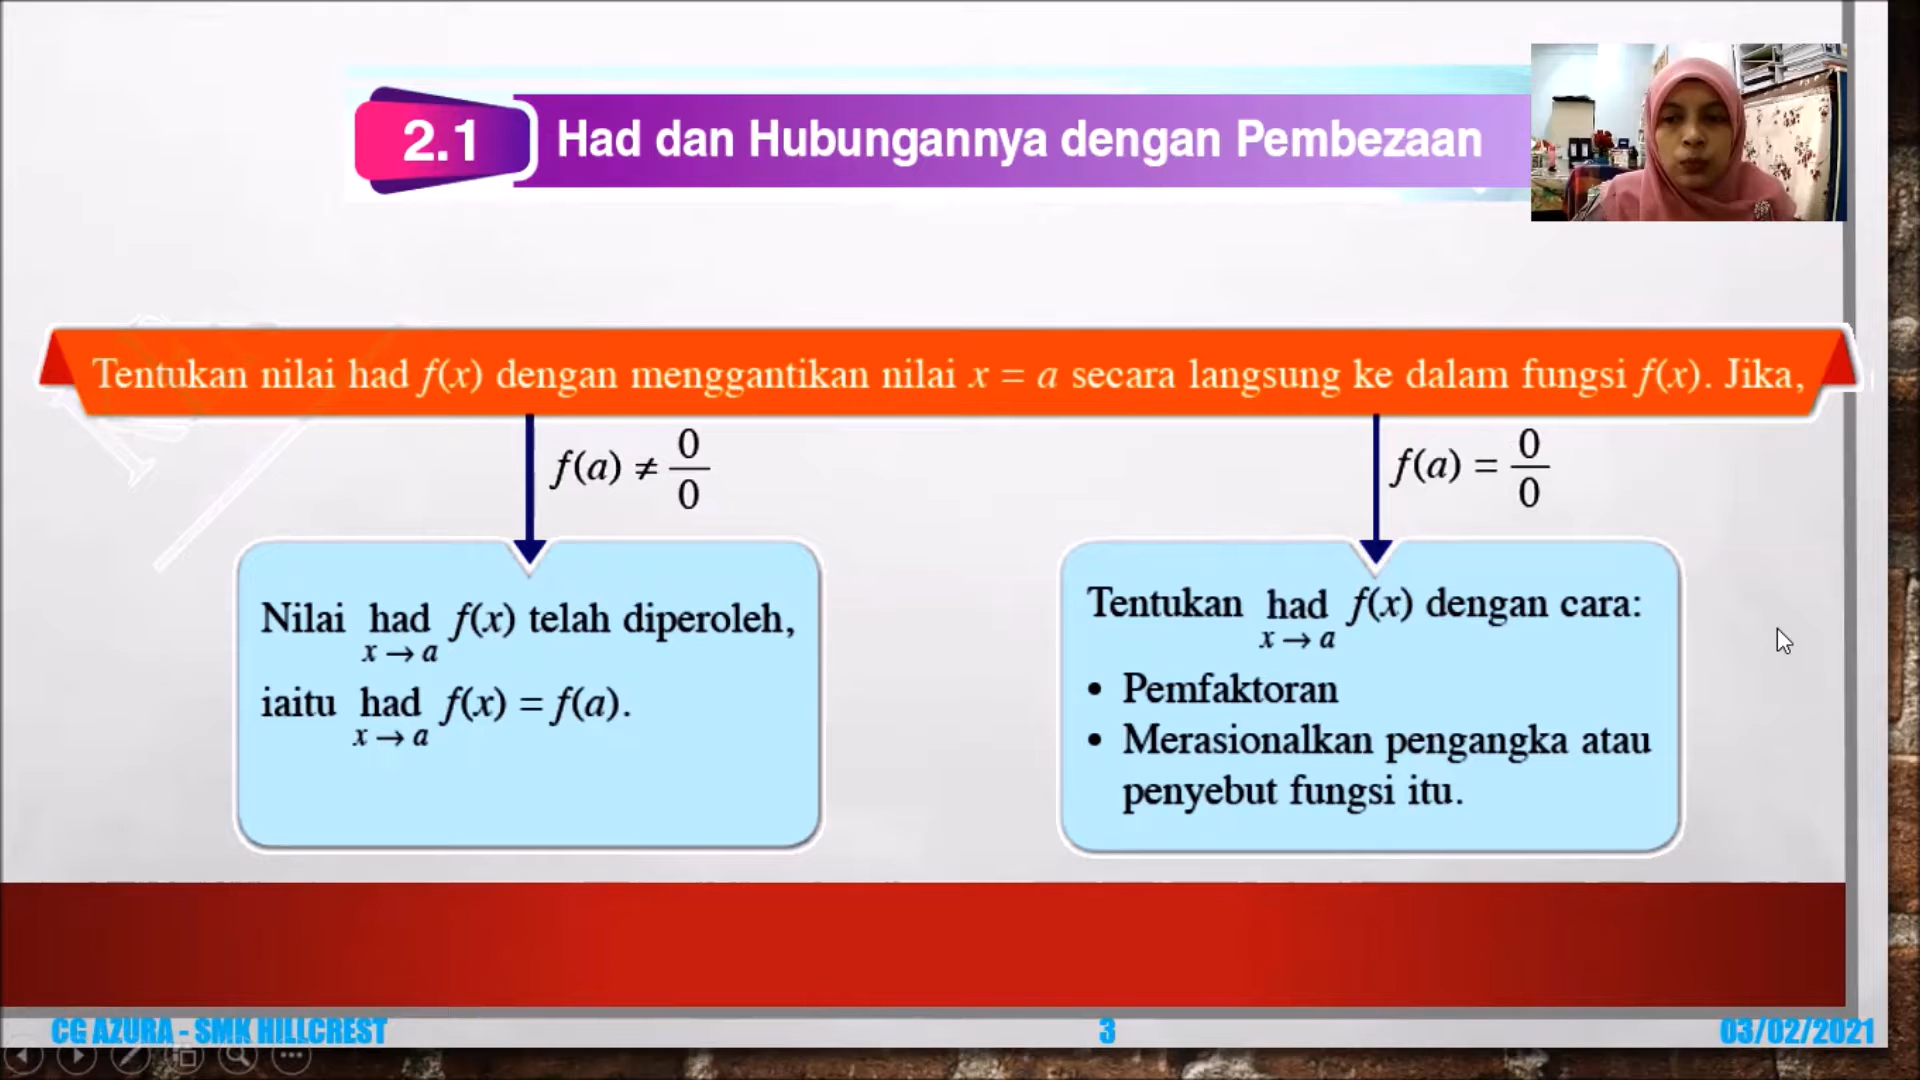 2.1 Had dan Hubungannya dengan Pembezaan
Tentukan nilai had f(x) dengan menggantikan nilai x = a secara langsung ke dalam fungsi f(x). Jika,
f(a) ≠ 0/0
Nilai had f(x) telah diperoleh,
x → a
iaitu had f(x) = f(a).
x → a
f(a) = 0/0
Tentukan had f(x) dengan cara:
x → a
• Pemfaktoran
• Merasionalkan pengangka atau
penyebut fungsi itu.
CG AZURA - SMK HILLCREST
3
03/02/2021